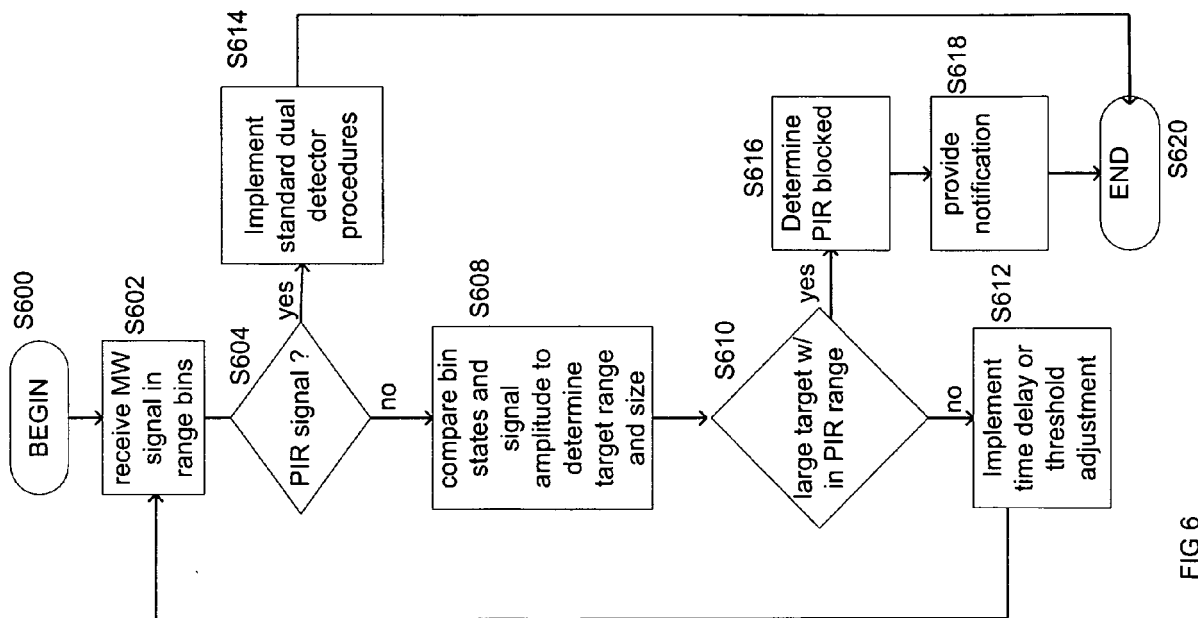 BEGIN
S600
receive MW
signal in
range bins
S602
PIR signal ?
S604
yes
Implement
standard dual
detector
procedures
S614
no
compare bin
states and
signal
amplitude to
determine
target range
and size
S608
large target w/
in PIR range
S610
yes
Determine
PIR blocked
S616
provide
notification
S618
no
Implement
time delay or
threshold
adjustment
S612
END
S620
FIG 6